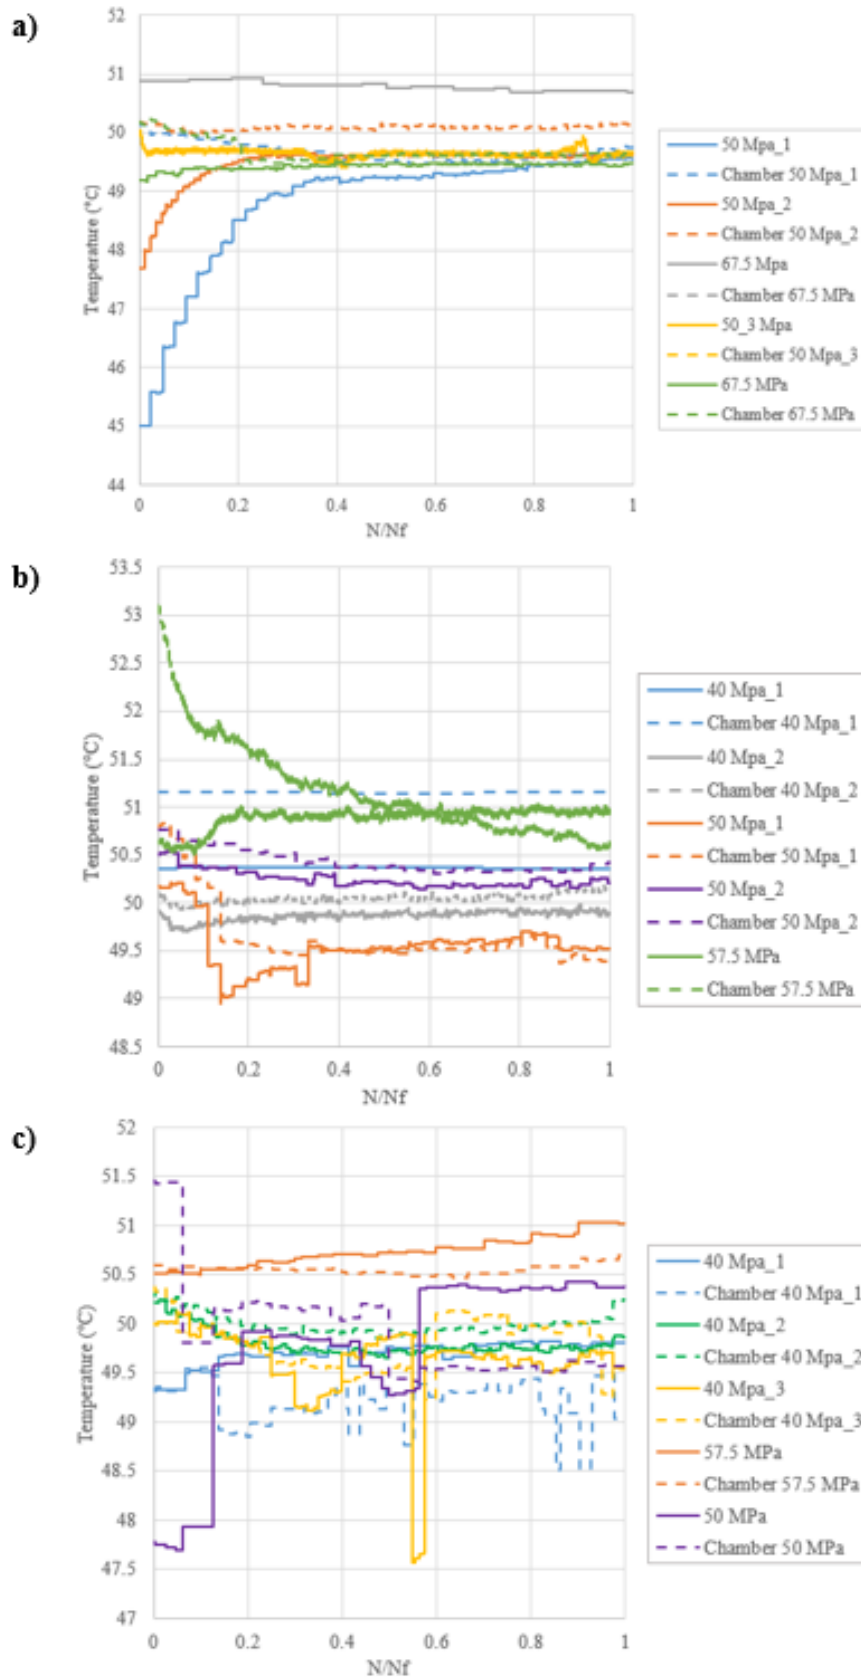 a)
52
51
50
49
48
47
46
45
44
Temperature (°C)
0
0.2
0.4
0.6
0.8
1
N/Nf
50 Mpa_1
Chamber 50 Mpa_1
50 Mpa_2
Chamber 50 Mpa_2
67.5 Mpa
Chamber 67.5 MPa
50_3 Mpa
Chamber 50 Mpa_3
67.5 MPa
Chamber 67.5 MPa
b)
53.5
53
52.5
52
51.5
51
50.5
50
49.5
49
48.5
Temperature (°C)
0
0.2
0.4
0.6
0.8
1
N/Nf
40 Mpa_1
Chamber 40 Mpa_1
40 Mpa_2
Chamber 40 Mpa_2
50 Mpa_1
Chamber 50 Mpa_1
50 Mpa_2
Chamber 50 Mpa_2
57.5 MPa
Chamber 57.5 MPa
c)
52
51.5
51
50.5
50
49.5
49
48.5
48
47.5
47
Temperature (°C)
0
0.2
0.4
0.6
0.8
1
N/Nf
40 Mpa_1
Chamber 40 Mpa_1
40 Mpa_2
Chamber 40 Mpa_2
40 Mpa_3
Chamber 40 Mpa_3
57.5 MPa
Chamber 57.5 MPa
50 MPa
Chamber 50 MPa